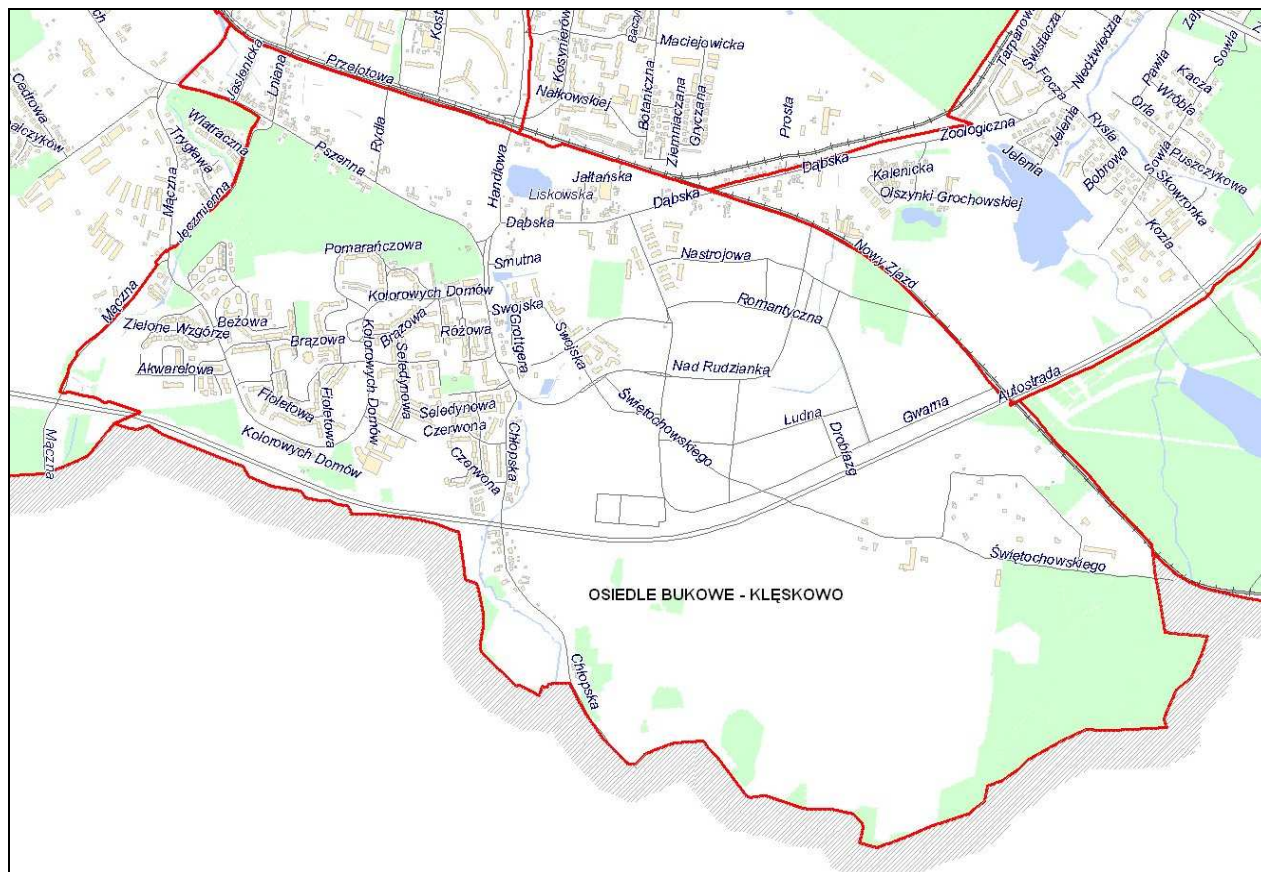 Jasienicka
Lniana
Przelotowa
Kosynierów
Maciejowicka
Tarpanowa
Świstacza
Focza
Niedźwiedzia
Pawia
Sowia
Kacza
Wróbla
Orla
Cedrowa
Nałkowskiej
Botaniczna
Ziemniaczana
Gryczana
Prosta
Zoologiczna
Jelenia
Rysia
Wiatraczna
Trygława
Pszenna
Rydla
Handlowa
Jałtańska
Dąbska
Jelenia
Bobrowa
Sowia
Puszczykowa
Skowronka
Mączna
Liskowska
Dąbska
Kalenicka
Olszynki Grochowskiej
Kozia
Jęczmienna
Dąbska
Pomarańczowa
Smutna
Nastrojowa
Nowy Zjazd
Mączna
Kolorowych Domów
Swojska
Romantyczna
Zielone Wzgórze
Beżowa
Brązowa
Brązowa
Różowa
Grottgera
Swojska
Akwarelowa
Kolorowych Domów
Seledynowa
Nad Rudzianką
Autostrada
Fioletowa
Fioletowa
Seledynowa
Świętochowskiego
Ludna
Gwarna
Drobiazg
Mączna
Kolorowych Domów
Czerwona
Czerwona
Chłopska
Świętochowskiego
OSIEDLE BUKOWE - KLĘSKOWO
Chłopska